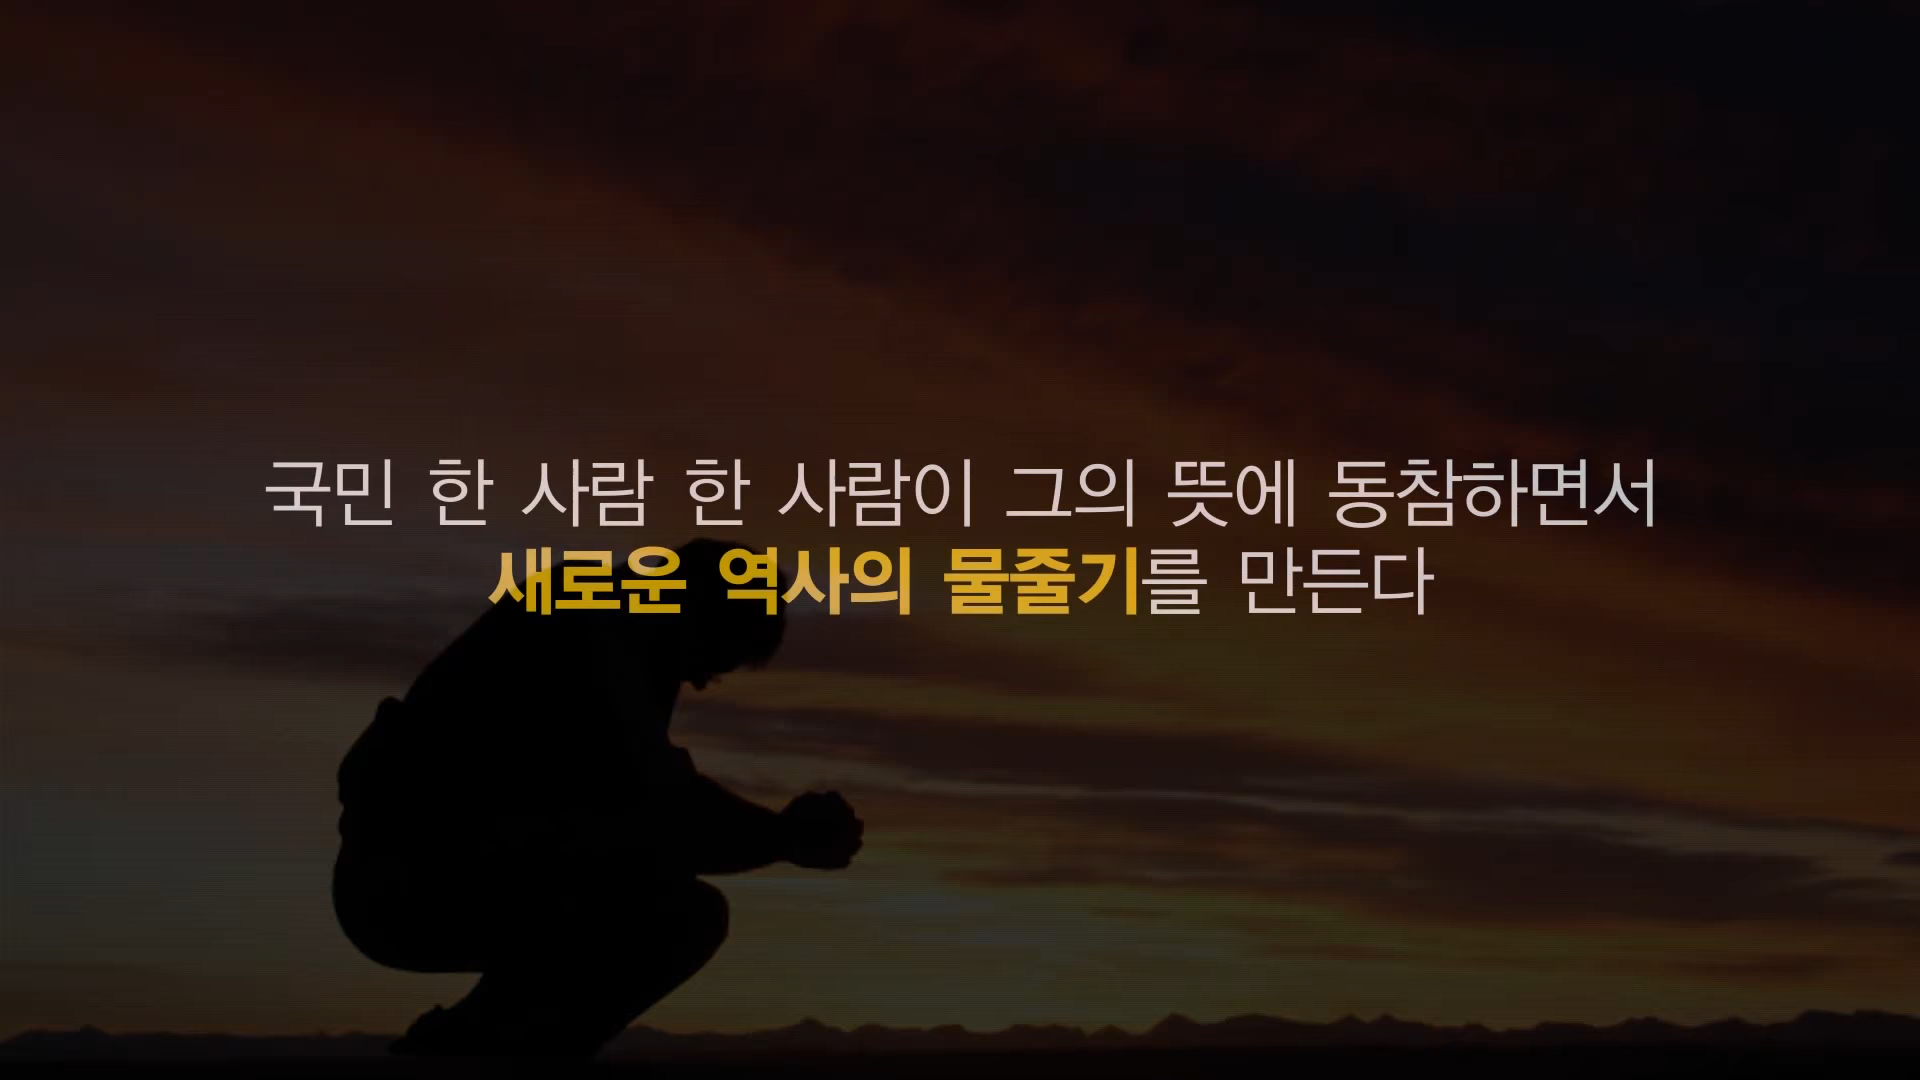 국민 한 사람 한 사람이 그의 뜻에 동참하면서
새로운 역사의 물줄기를 만든다